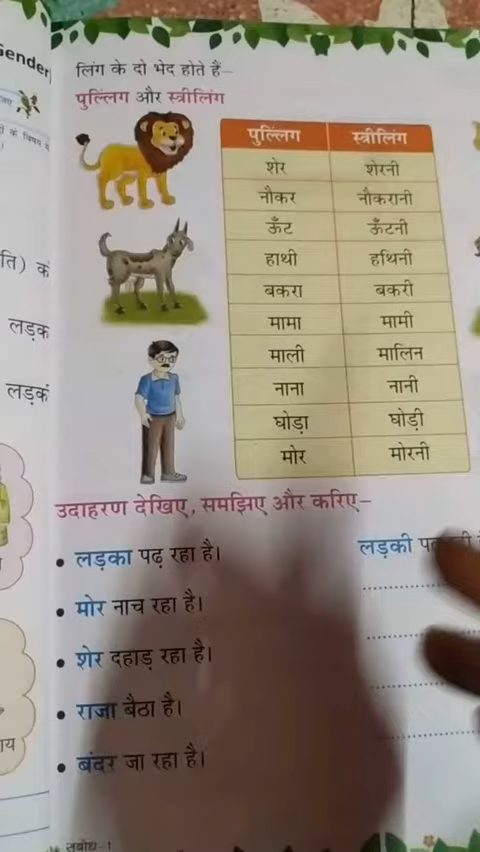 Gender
लिंग के दो भेद होते हैं–
पुल्लिंग और स्त्रीलिंग
पुल्लिंग स्त्रीलिंग
शेर शेरनी
नौकर नौकरानी
ऊँट ऊँटनी
हाथी हथिनी
बकरा बकरी
मामा मामी
माली मालिन
नाना नानी
घोड़ा घोड़ी
मोर मोरनी
उदाहरण देखिए, समझिए और करिए–
• लड़का पढ़ रहा है। लड़की
• मोर नाच रहा है।
• शेर दहाड़ रहा है।
• राजा बैठा है।
• बंदर जा रहा है।
सुबोध-1